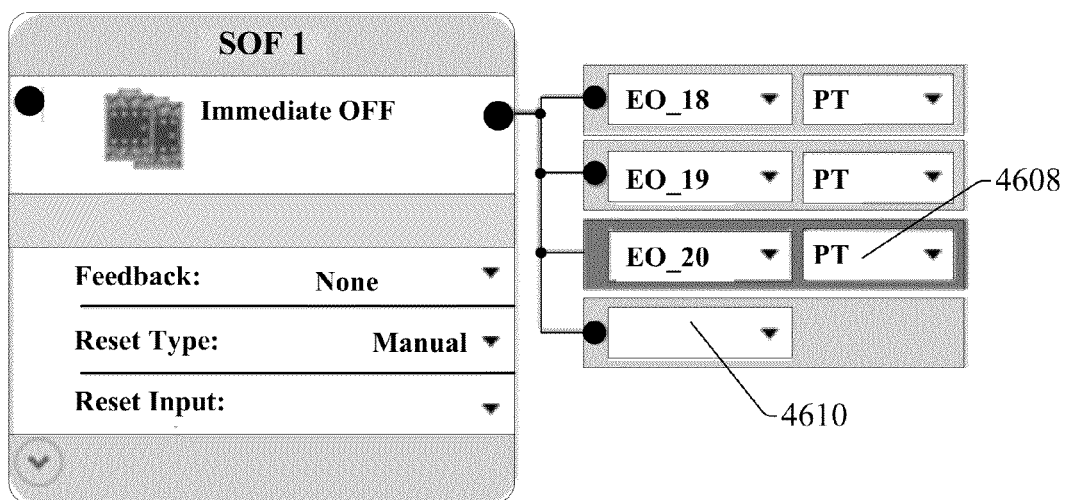 SOF 1
Immediate OFF
Feedback: None
Reset Type: Manual
Reset Input:
EO_18 PT
EO_19 PT
EO_20 PT
4608
4610